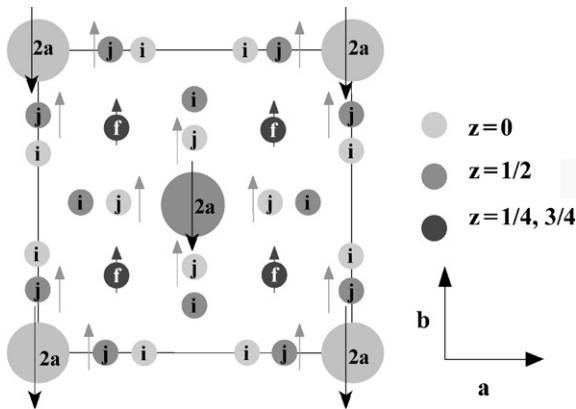 2a j i i j 2a
j i j
i f j f i
i j 2a j i
i j i
j f i f j
2a j i i j 2a
z=0
z=1/2
z=1/4, 3/4
b
a